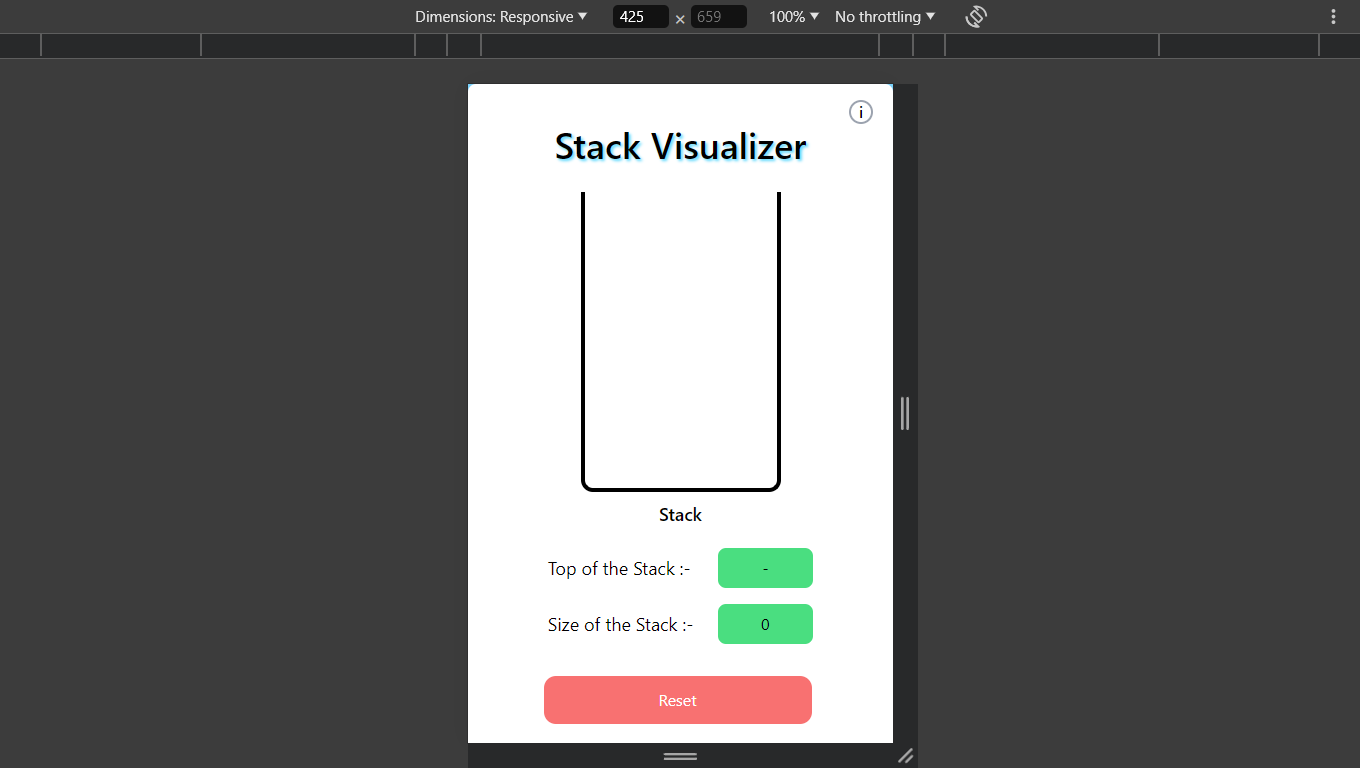 Dimensions: Responsive 425 × 659 100% No throttling
i
Stack Visualizer
Stack
Top of the Stack :- -
Size of the Stack :- 0
Reset